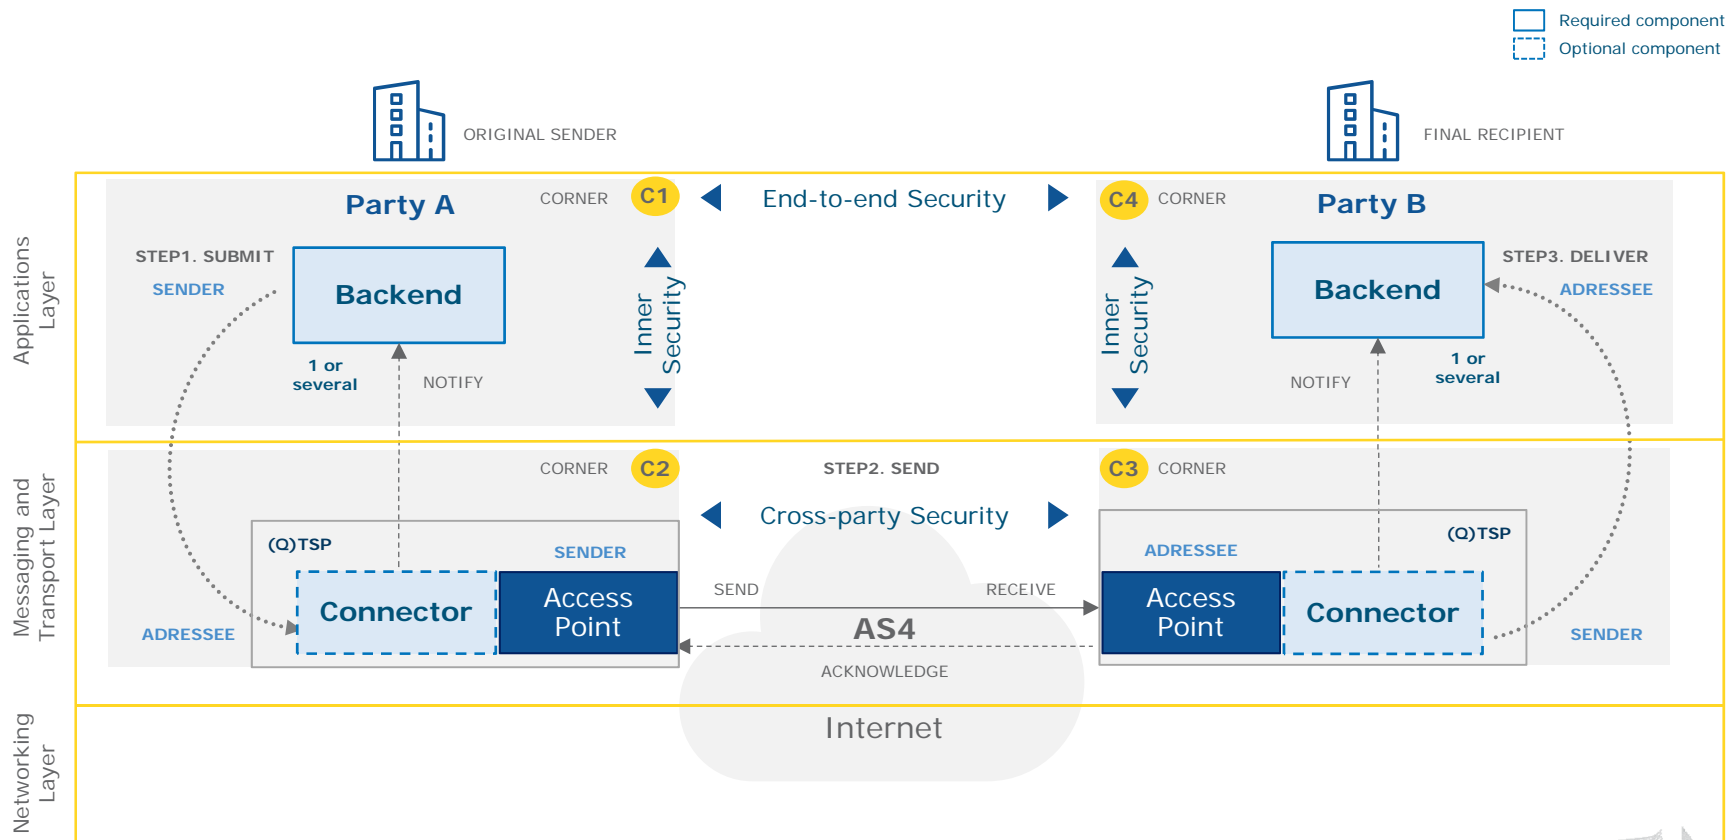 Required component
Optional component
ORIGINAL SENDER
FINAL RECIPIENT
Applications
Layer
Party A
CORNER
C1
End-to-end Security
C4
CORNER
Party B
STEP1. SUBMIT
SENDER
Backend
1 or
several
NOTIFY
Inner
Security
Inner
Security
Backend
STEP3. DELIVER
ADRESSEE
NOTIFY
1 or
several
Messaging and
Transport Layer
CORNER
C2
STEP2. SEND
C3
CORNER
Cross-party Security
(Q)TSP
SENDER
ADRESSEE
(Q)TSP
ADRESSEE
Connector
Access
Point
SEND
RECEIVE
AS4
ACKNOWLEDGE
Access
Point
Connector
SENDER
Networking
Layer
Internet